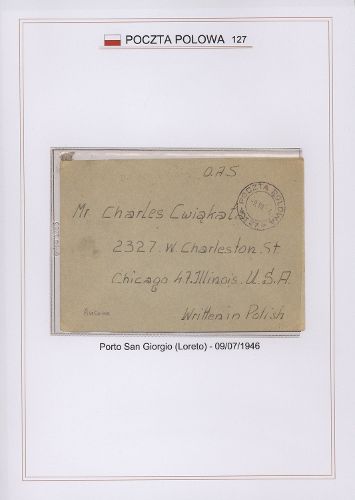 POCZTA POLOWA 127
O.A.S
POCZTA POLOWA
127
Mr Charles Cwiąkała
2327. W. Charleston. St
Chicago 47. Illinois. U.S.A
Written in Polish
Porto San Giorgio (Loreto) - 09/07/1946